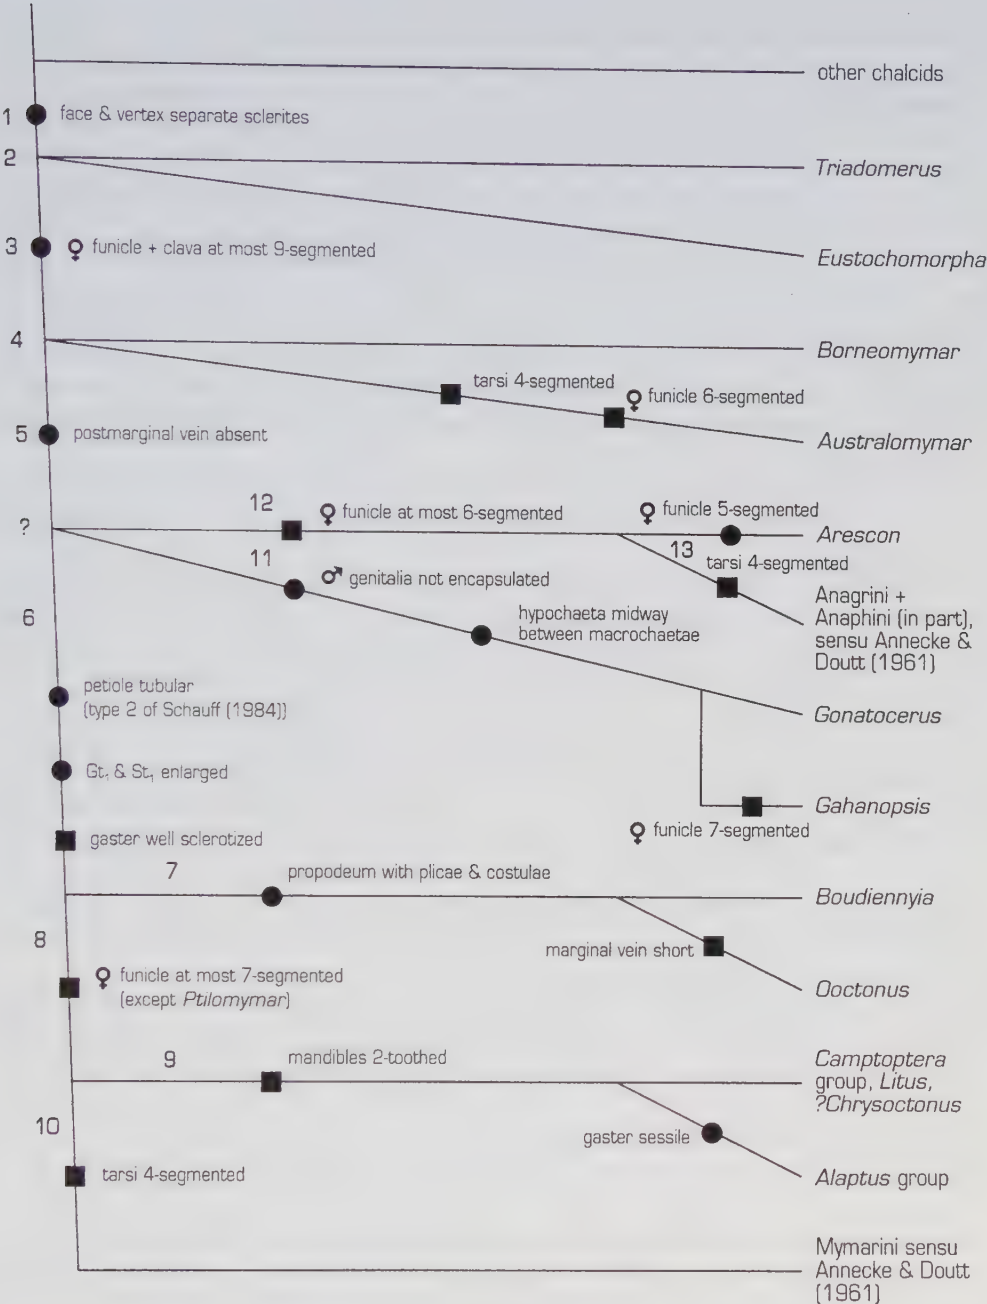 other chalcids
1 face & vertex separate sclerites
2
Triadomerus
3 ♀ funicle + clava at most 9-segmented
Eustochomorpha
4
Borneomymar
tarsi 4-segmented
♀ funicle 6-segmented
5 postmarginal vein absent
Australomymar
12 ♀ funicle at most 6-segmented
♀ funicle 5-segmented
?
Arescon
11 ♂ genitalia not encapsulated
13 tarsi 4-segmented
6
hypochaeta midway
between macrochaetae
Anagrini +
Anaphini (in part),
sensu Annecke &
Doutt (1961)
petiole tubular
(type 2 of Schauff (1984))
Gonatocerus
Gt₁ & St₁ enlarged
Gahanopsis
♀ funicle 7-segmented
gaster well sclerotized
7 propodeum with plicae & costulae
Boudiennyia
8
marginal vein short
♀ funicle at most 7-segmented
(except Ptilomymar)
Ooctonus
9 mandibles 2-toothed
Camptoptera
group, Litus,
?Chrysoctonus
10
gaster sessile
tarsi 4-segmented
Alaptus group
Mymarini sensu
Annecke & Doutt
(1961)